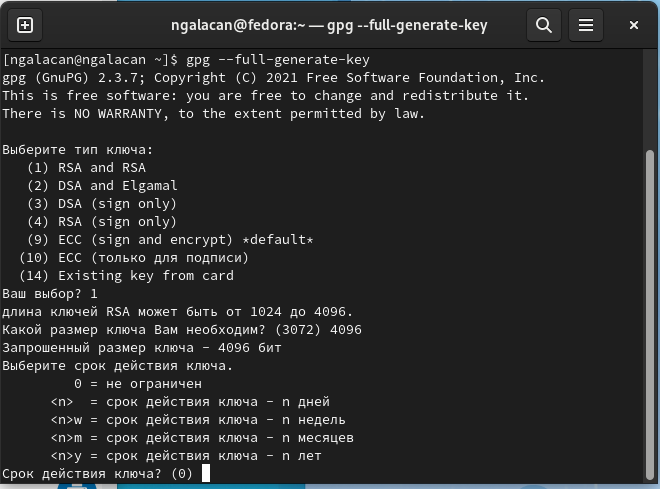 ngalacan@fedora:~ — gpg --full-generate-key
[ngalacan@ngalacan ~]$ gpg --full-generate-key
gpg (GnuPG) 2.3.7; Copyright (C) 2021 Free Software Foundation, Inc.
This is free software: you are free to change and redistribute it.
There is NO WARRANTY, to the extent permitted by law.

Выберите тип ключа:
   (1) RSA and RSA
   (2) DSA and Elgamal
   (3) DSA (sign only)
   (4) RSA (sign only)
   (9) ECC (sign and encrypt) *default*
  (10) ECC (только для подписи)
  (14) Existing key from card
Ваш выбор? 1
длина ключей RSA может быть от 1024 до 4096.
Какой размер ключа Вам необходим? (3072) 4096
Запрошенный размер ключа - 4096 бит
Выберите срок действия ключа.
         0 = не ограничен
      <n>  = срок действия ключа - n дней
      <n>w = срок действия ключа - n недель
      <n>m = срок действия ключа - n месяцев
      <n>y = срок действия ключа - n лет
Срок действия ключа? (0)